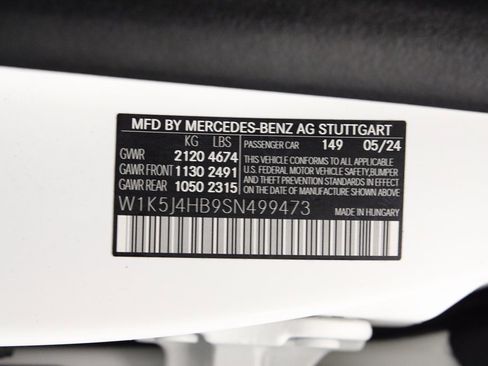 MFD BY MERCEDES-BENZ AG STUTTGART
KG LBS PASSENGER CAR 149 05/24
GVWR 2120 4674 THIS VEHICLE CONFORMS TO ALL APPLICABLE
GAWR FRONT 1130 2491 U.S. FEDERAL MOTOR VEHICLE SAFETY, BUMPER
AND THEFT PREVENTION STANDARDS IN
GAWR REAR 1050 2315 EFFECT ON THE DATE OF MANUFACTURE
SHOWN ABOVE.
W1K5J4HB9SN499473 MADE IN HUNGARY